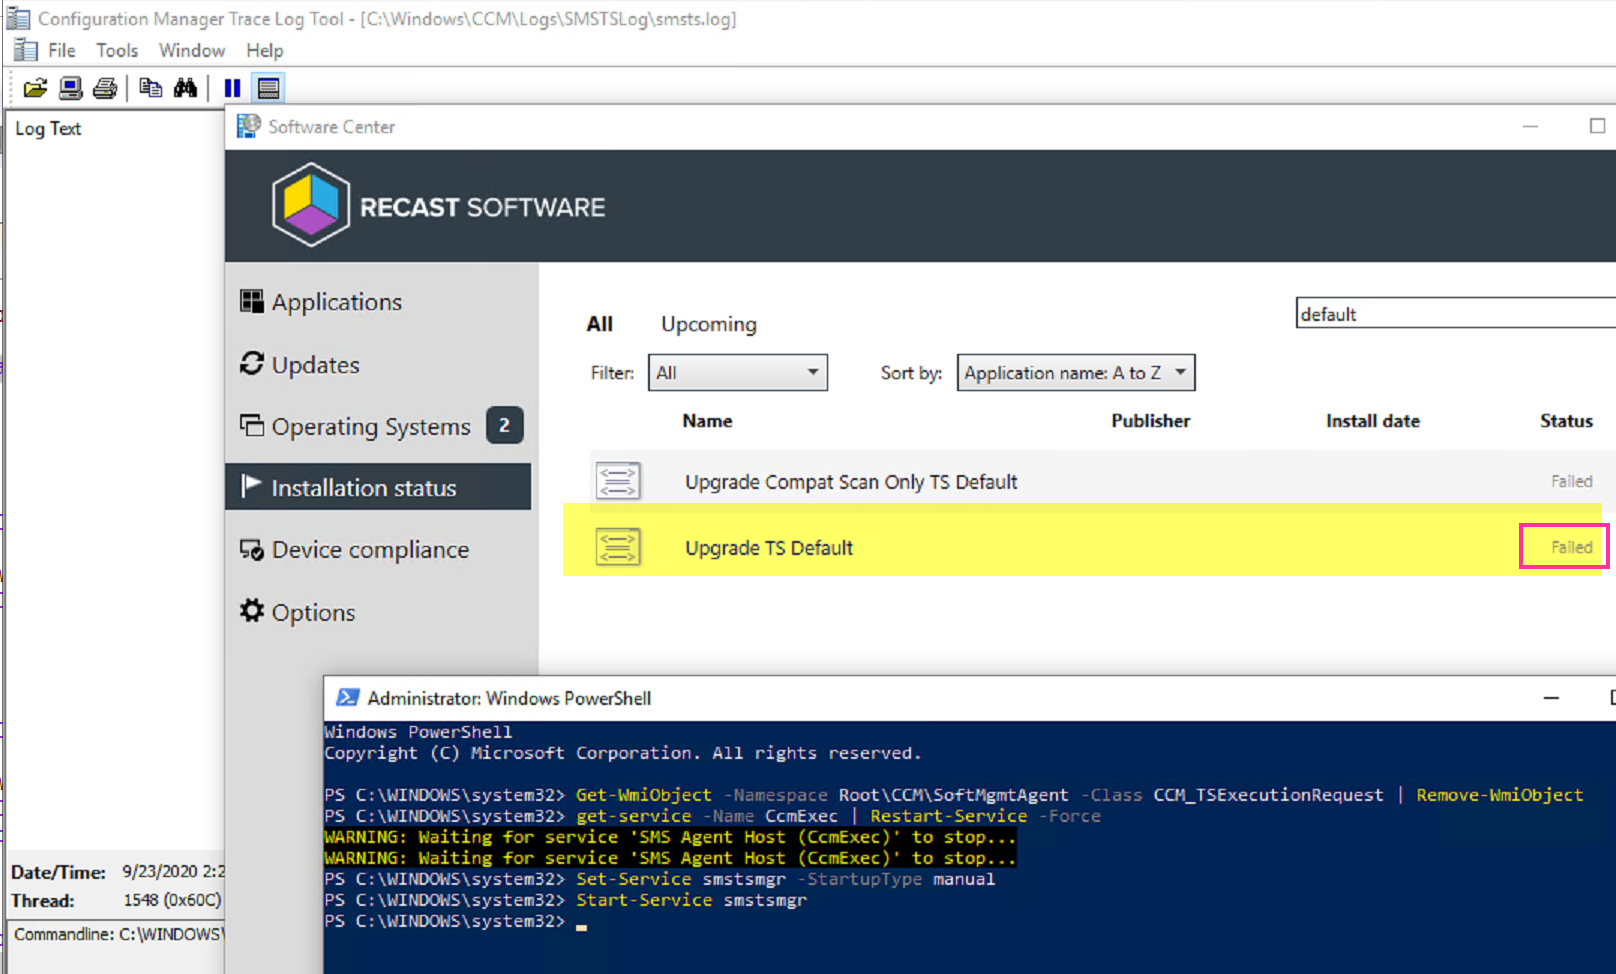 Configuration Manager Trace Log Tool - [C:\Windows\CCM\Logs\SMSTSLog\smsts.log]
File Tools Window Help
Log Text
Software Center
RECAST SOFTWARE
Applications
Updates
Operating Systems 2
Installation status
Device compliance
Options
All Upcoming
default
Filter: All Sort by: Application name: A to Z
Name Publisher Install date Status
Upgrade Compat Scan Only TS Default Failed
Upgrade TS Default Failed
Administrator: Windows PowerShell
Windows PowerShell
Copyright (C) Microsoft Corporation. All rights reserved.
PS C:\WINDOWS\system32> Get-WmiObject -Namespace Root\CCM\SoftMgmtAgent -Class CCM_TSExecutionRequest | Remove-WmiObject
PS C:\WINDOWS\system32> get-service -Name CcmExec | Restart-Service -Force
WARNING: Waiting for service 'SMS Agent Host (CcmExec)' to stop...
WARNING: Waiting for service 'SMS Agent Host (CcmExec)' to stop...
PS C:\WINDOWS\system32> Set-Service smstsmgr -StartupType manual
PS C:\WINDOWS\system32> Start-Service smstsmgr
PS C:\WINDOWS\system32>
Date/Time: 9/23/2020 2:2
Thread: 1548 (0x60C)
Commandline: C:\WINDOWS\